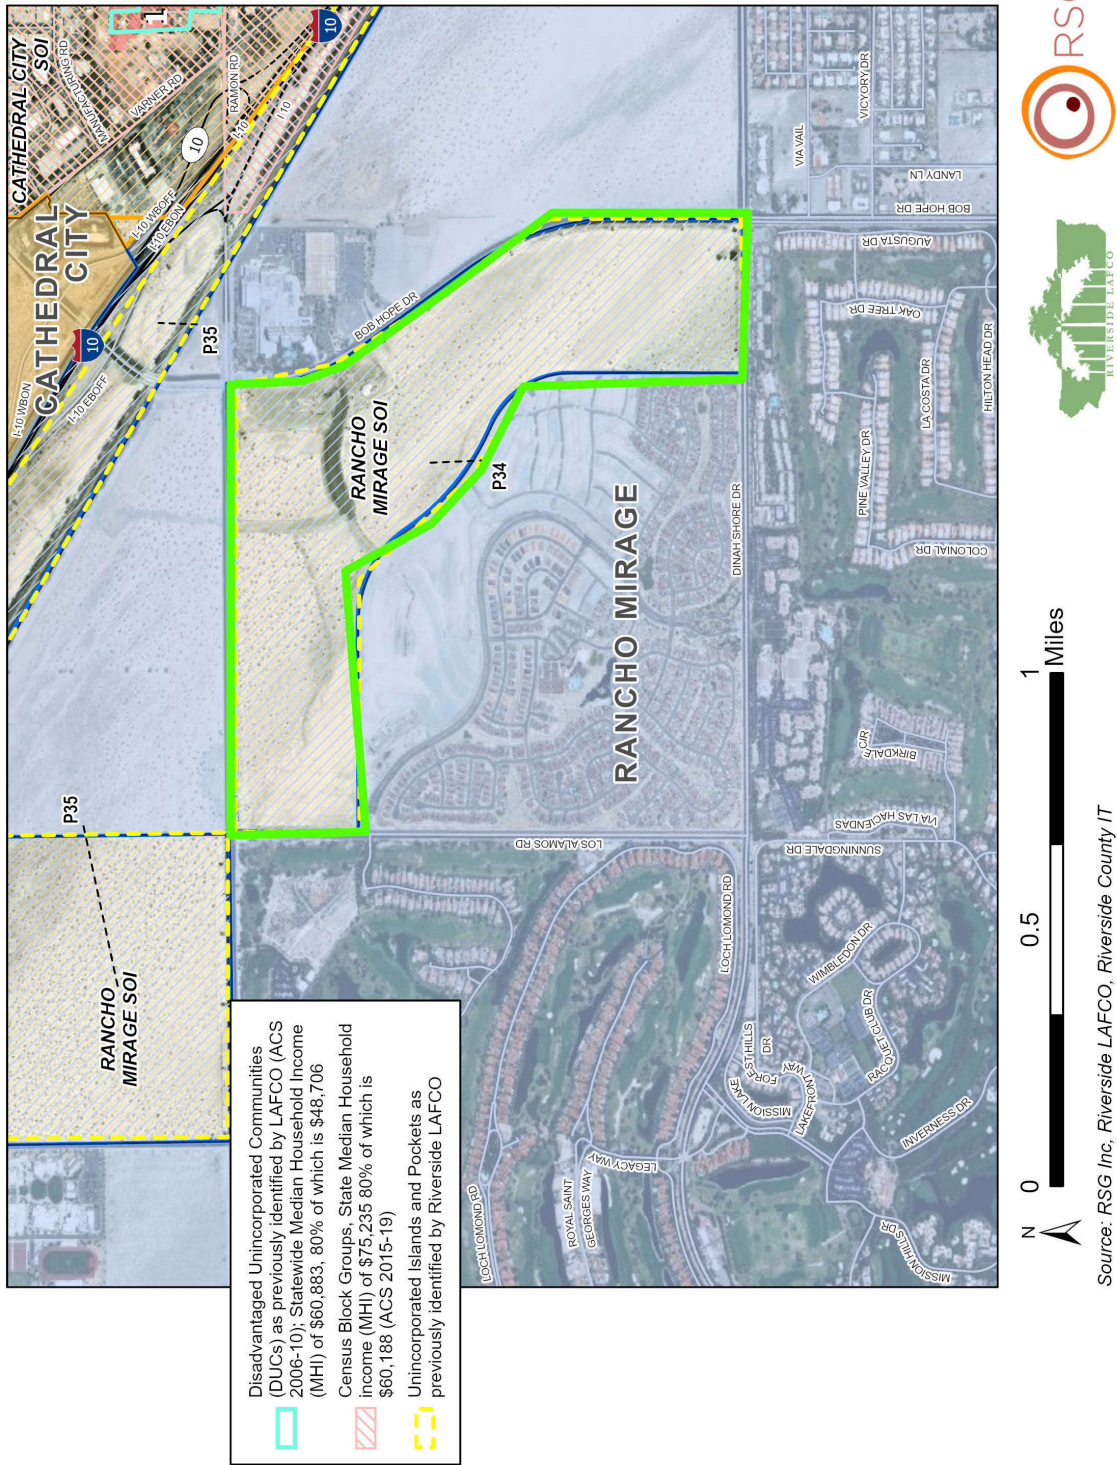 CATHEDRAL CITY
SOI
MANUFACTURING RD
VARNER RD
RAMON RD
10
I-10
I 10
10
CATHEDRAL
CITY
I-10 WBOFF
I-10 EBON
I-10 WBON
10
I-10 EBOFF
P35
P35
RANCHO
MIRAGE SOI
BOB HOPE DR
RANCHO
MIRAGE SOI
P34
VIA VAIL
VICYORY DR
LANDY LN
BOB HOPE DR
AUGUSTA DR
OAK TREE DR
LA COSTA DR
HILTON HEAD DR
PINE VALLEY DR
COLONIAL DR
DINAH SHORE DR
RANCHO MIRAGE
BIRKDALE CIR
VIA LAS HACIENDAS
SUNNINGDALE DR
LOS ALAMOS RD
LOCH LOMOND RD
WIMBLEDON DR
RACQUET CLUB DR
FOREST HILLS
DR
MISSION LAKE
LAKEFRONT WAY
INVERNESS DR
LEGACY WAY
ROYAL SAINT
GEORGES WAY
LOCH LOMOND RD
MISSION HILLS DR
Disadvantaged Unincorporated Communities
(DUCs) as previously identified by LAFCO (ACS
2006-10); Statewide Median Household Income
(MHI) of $60,883, 80% of which is $48,706
Census Block Groups, State Median Household
income (MHI) of $75,235 80% of which is
$60,188 (ACS 2015-19)
Unincorporated Islands and Pockets as
previously identified by Riverside LAFCO
N
0
0.5
1
Miles
Source: RSG Inc, Riverside LAFCO, Riverside County IT
RIVERSIDE LAFCO